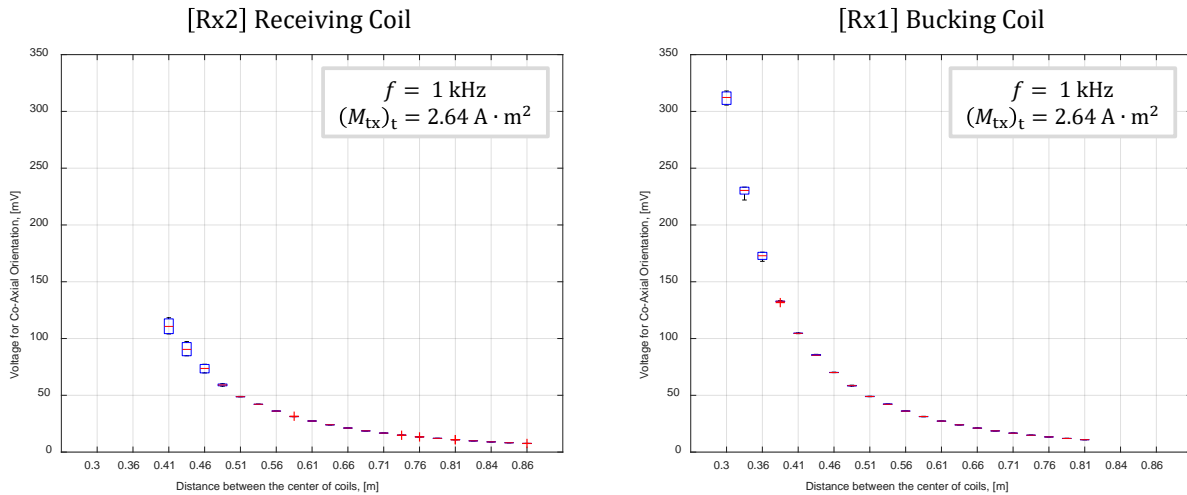 [Rx2] Receiving Coil
350
300
250
200
150
100
50
0
Voltage for Co-Axial Orientation, [mV]
f = 1 kHz
(Mtx)t = 2.64 A · m²
0.3 0.36 0.41 0.46 0.51 0.56 0.61 0.66 0.71 0.76 0.81 0.84 0.86
Distance between the center of coils, [m]
[Rx1] Bucking Coil
350
300
250
200
150
100
50
0
Voltage for Co-Axial Orientation, [mV]
f = 1 kHz
(Mtx)t = 2.64 A · m²
0.3 0.36 0.41 0.46 0.51 0.56 0.61 0.66 0.71 0.76 0.81 0.84 0.86
Distance between the center of coils, [m]